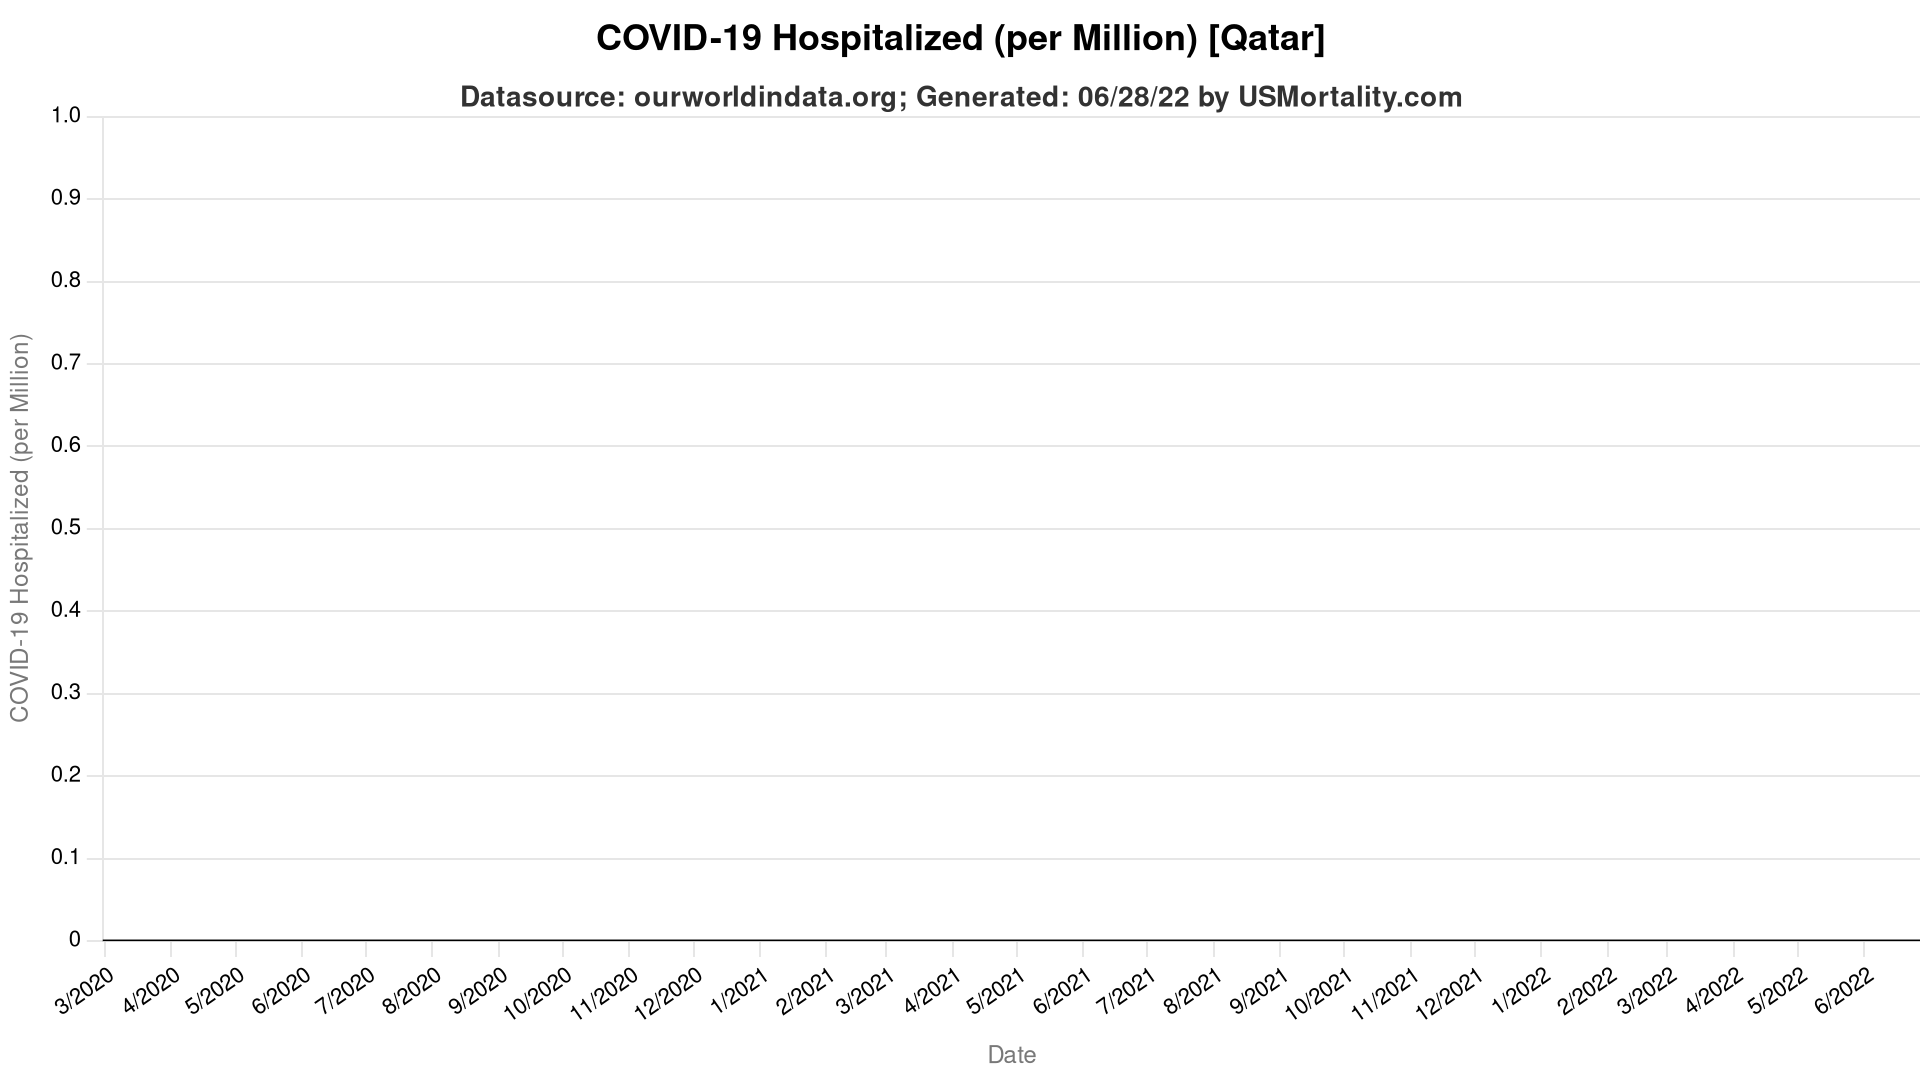 COVID-19 Hospitalized (per Million) [Qatar]
Datasource: ourworldindata.org; Generated: 06/28/22 by USMortality.com
1.0
0.9
0.8
0.7
0.6
0.5
0.4
0.3
0.2
0.1
0
COVID-19 Hospitalized (per Million)
3/2020 4/2020 5/2020 6/2020 7/2020 8/2020 9/2020 10/2020 11/2020 12/2020 1/2021 2/2021 3/2021 4/2021 5/2021 6/2021 7/2021 8/2021 9/2021 10/2021 11/2021 12/2021 1/2022 2/2022 3/2022 4/2022 5/2022 6/2022
Date